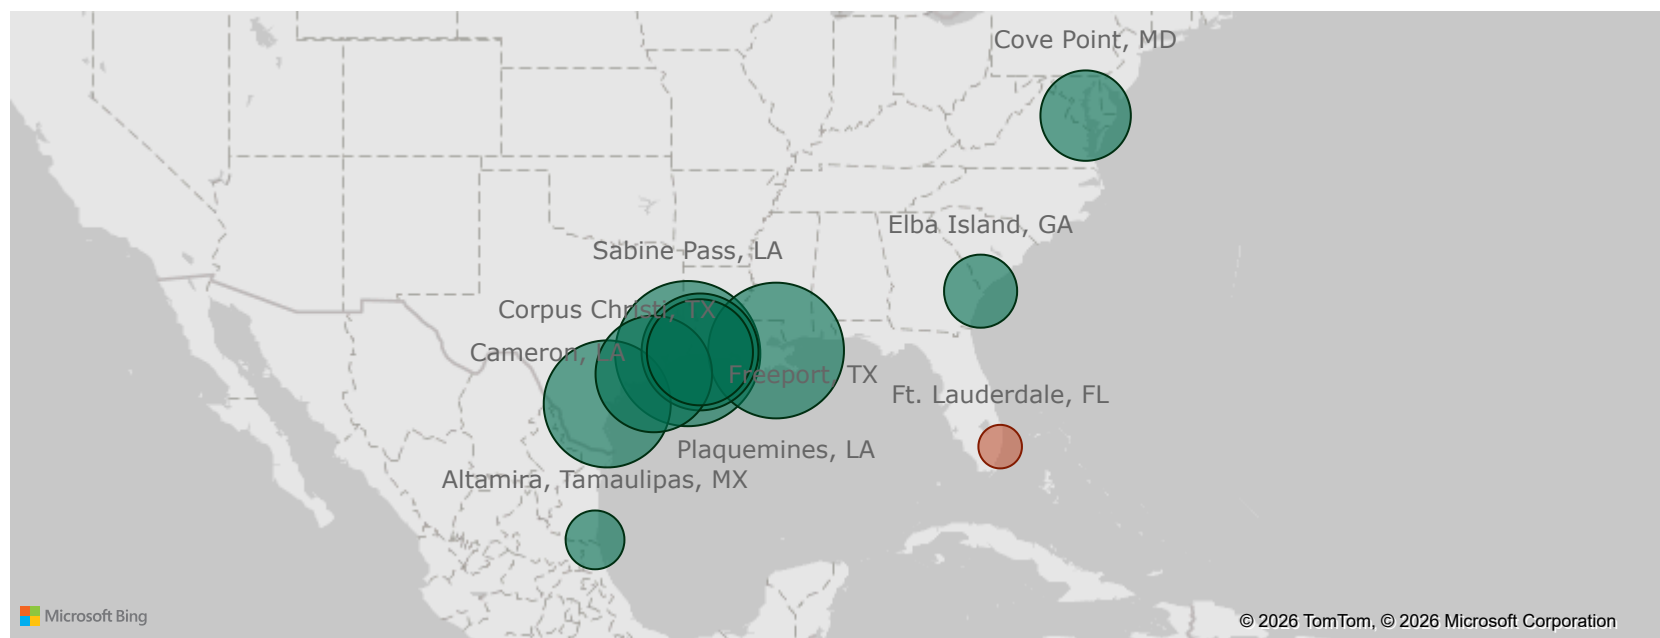 Cove Point, MD
Elba Island, GA
Sabine Pass, LA
Corpus Christi, TX
Cameron, LA
Freeport, TX
Ft. Lauderdale, FL
Plaquemines, LA
Altamira, Tamaulipas, MX
Microsoft Bing
© 2026 TomTom, © 2026 Microsoft Corporation